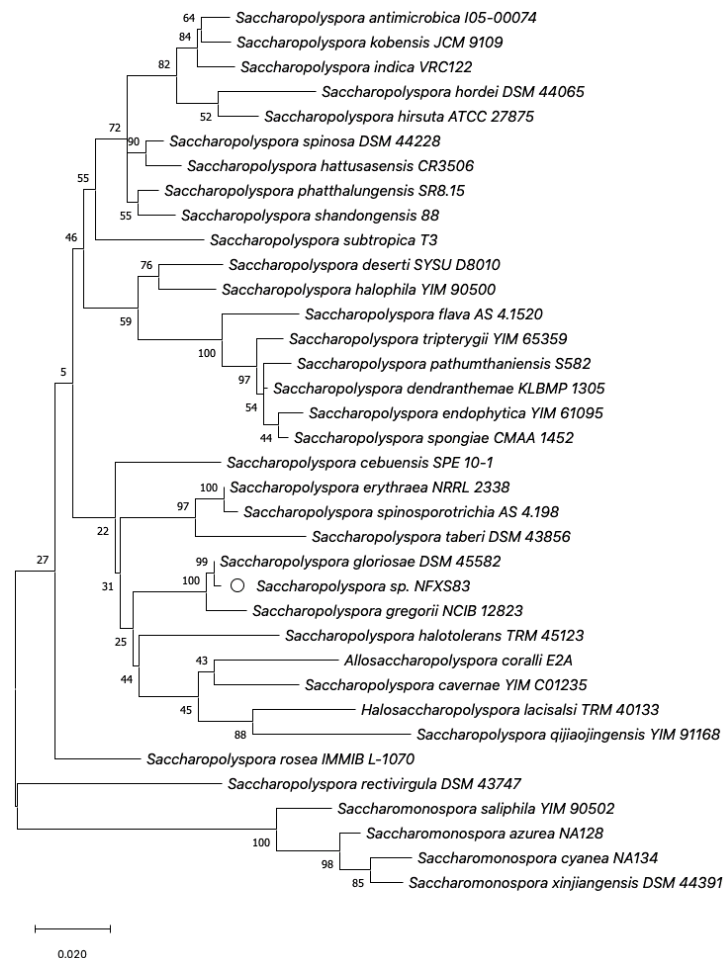 64
Saccharopolyspora antimicrobica I05-00074
84
Saccharopolyspora kobensis JCM 9109
82
Saccharopolyspora indica VRC122
Saccharopolyspora hordei DSM 44065
52
Saccharopolyspora hirsuta ATCC 27875
72
90
Saccharopolyspora spinosa DSM 44228
Saccharopolyspora hattusasensis CR3506
55
Saccharopolyspora phatthalungensis SR8.15
55
Saccharopolyspora shandongensis 88
46
Saccharopolyspora subtropica T3
76
Saccharopolyspora deserti SYSU D8010
Saccharopolyspora halophila YIM 90500
59
Saccharopolyspora flava AS 4.1520
100
Saccharopolyspora tripterygii YIM 65359
Saccharopolyspora pathumthaniensis S582
5
97
Saccharopolyspora dendranthemae KLBMP 1305
54
Saccharopolyspora endophytica YIM 61095
44
Saccharopolyspora spongiae CMAA 1452
Saccharopolyspora cebuensis SPE 10-1
100
Saccharopolyspora erythraea NRRL 2338
97
Saccharopolyspora spinosporotrichia AS 4.198
22
Saccharopolyspora taberi DSM 43856
27
99
Saccharopolyspora gloriosae DSM 45582
31
100
Saccharopolyspora sp. NFXS83
Saccharopolyspora gregorii NCIB 12823
25
Saccharopolyspora halotolerans TRM 45123
43
Allosaccharopolyspora coralli E2A
44
Saccharopolyspora cavernae YIM C01235
45
Halosaccharopolyspora lacisalsi TRM 40133
88
Saccharopolyspora qijiaojingensis YIM 91168
Saccharopolyspora rosea IMMIB L-1070
Saccharopolyspora rectivirgula DSM 43747
Saccharomonospora saliphila YIM 90502
100
Saccharomonospora azurea NA128
98
Saccharomonospora cyanea NA134
85
Saccharomonospora xinjiangensis DSM 44391
0.020